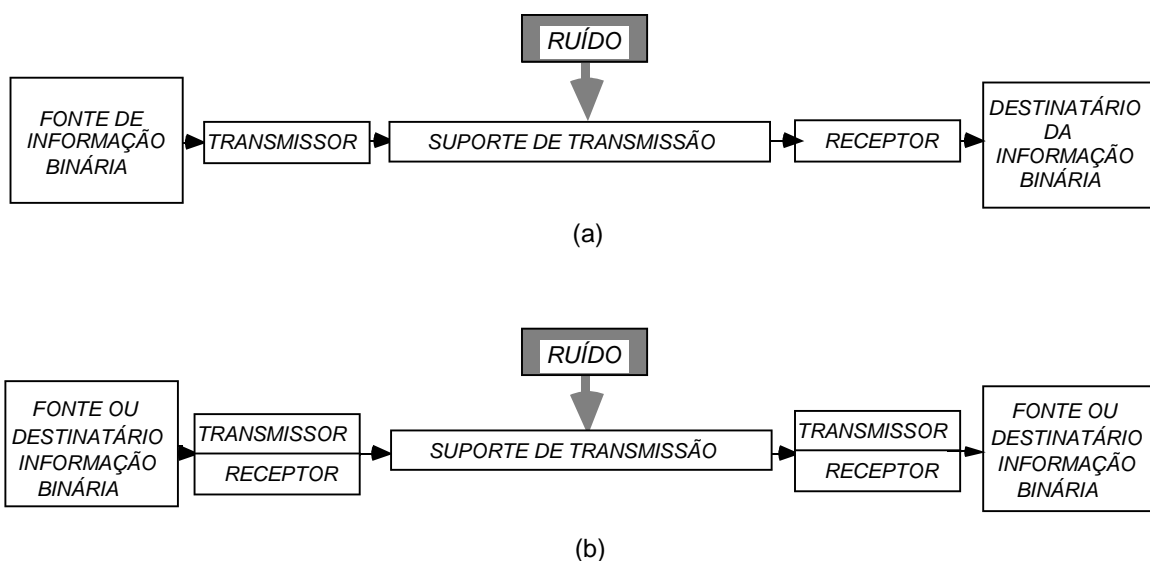 RUÍDO
FONTE DE
INFORMAÇÃO
BINÁRIA
TRANSMISSOR
SUPORTE DE TRANSMISSÃO
RECEPTOR
DESTINATÁRIO
DA
INFORMAÇÃO
BINÁRIA
(a)
RUÍDO
FONTE OU
DESTINATÁRIO
INFORMAÇÃO
BINÁRIA
TRANSMISSOR
RECEPTOR
SUPORTE DE TRANSMISSÃO
TRANSMISSOR
RECEPTOR
FONTE OU
DESTINATÁRIO
INFORMAÇÃO
BINÁRIA
(b)